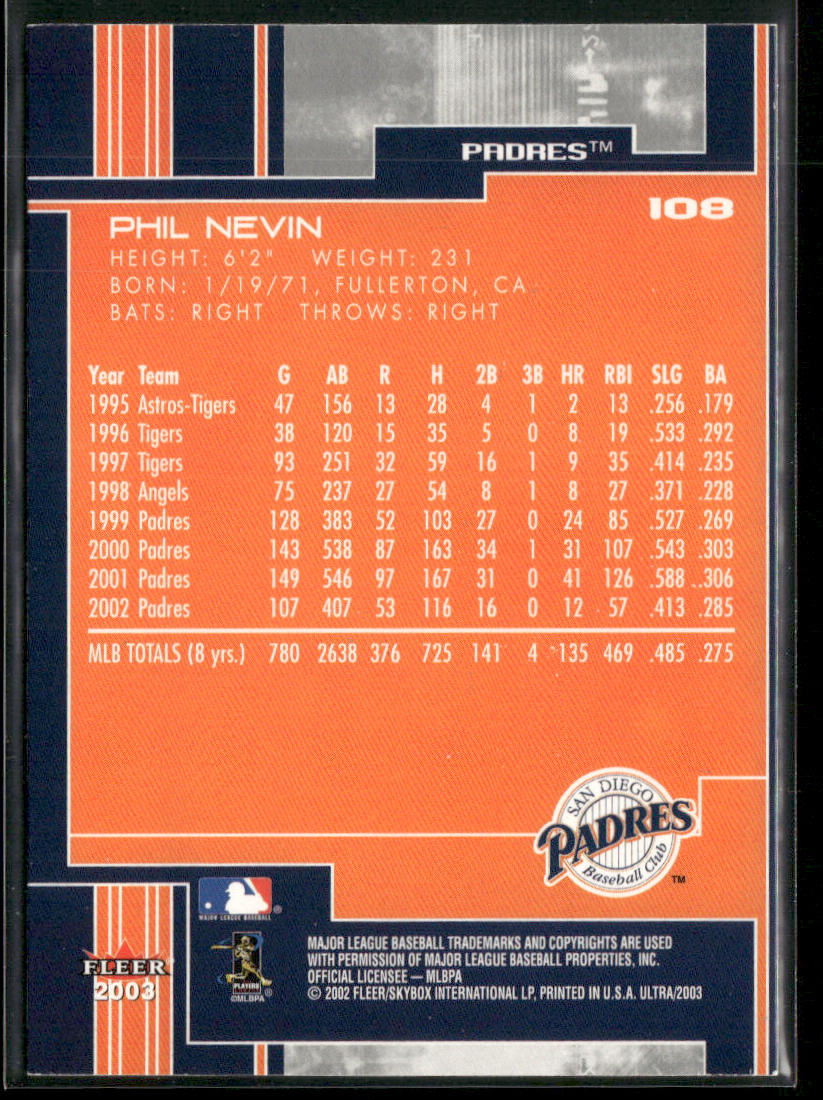 PADRES™
108
PHIL NEVIN
HEIGHT: 6'2" WEIGHT: 231
BORN: 1/19/71, FULLERTON, CA
BATS: RIGHT THROWS: RIGHT
Year Team G AB R H 2B 3B HR RBI SLG BA
1995 Astros-Tigers 47 156 13 28 4 1 2 13 .256 .179
1996 Tigers 38 120 15 35 5 0 8 19 .533 .292
1997 Tigers 93 251 32 59 16 1 9 35 .414 .235
1998 Angels 75 237 27 54 8 1 8 27 .371 .228
1999 Padres 128 383 52 103 27 0 24 85 .527 .269
2000 Padres 143 538 87 163 34 1 31 107 .543 .303
2001 Padres 149 546 97 167 31 0 41 126 .588 .306
2002 Padres 107 407 53 116 16 0 12 57 .413 .285
MLB TOTALS (8 yrs.) 780 2638 376 725 141 4 135 469 .485 .275
SAN DIEGO
PADRES
Baseball Club
™
MAJOR LEAGUE BASEBALL
®
FLEER
2003
PLAYERS
©MLBPA
MAJOR LEAGUE BASEBALL TRADEMARKS AND COPYRIGHTS ARE USED
WITH PERMISSION OF MAJOR LEAGUE BASEBALL PROPERTIES, INC.
OFFICIAL LICENSEE — MLBPA
© 2002 FLEER/SKYBOX INTERNATIONAL LP, PRINTED IN U.S.A. ULTRA/2003